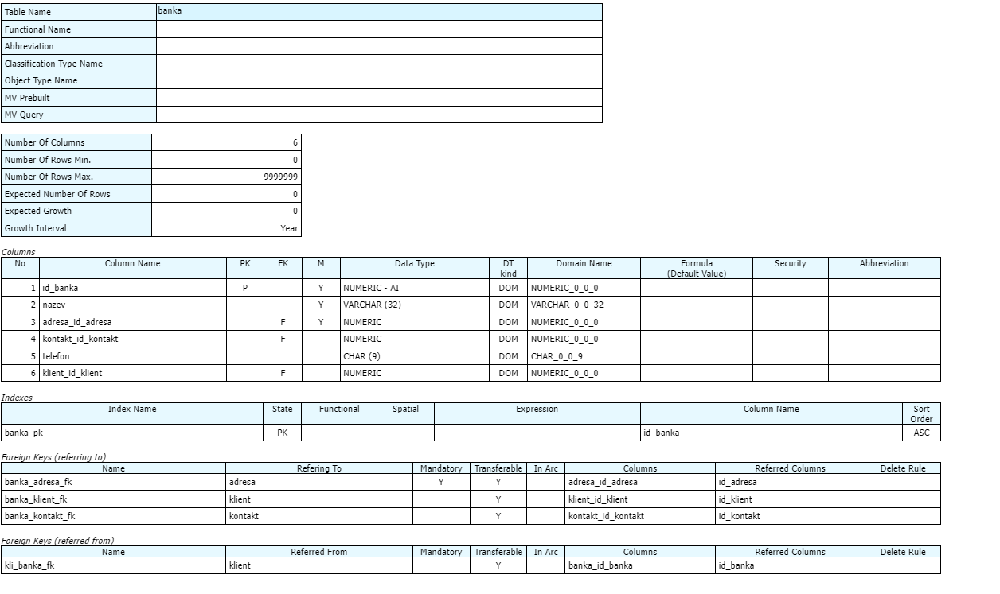 Table Name banka
Functional Name
Abbreviation
Classification Type Name
Object Type Name
MV Prebuilt
MV Query
Number Of Columns 6
Number Of Rows Min. 0
Number Of Rows Max. 9999999
Expected Number Of Rows 0
Expected Growth 0
Growth Interval Year
Columns
No Column Name PK FK M Data Type DT kind Domain Name Formula (Default Value) Security Abbreviation
1 id_banka P Y NUMERIC - AI DOM NUMERIC_0_0_0
2 nazev Y VARCHAR (32) DOM VARCHAR_0_0_32
3 adresa_id_adresa F Y NUMERIC DOM NUMERIC_0_0_0
4 kontakt_id_kontakt F NUMERIC DOM NUMERIC_0_0_0
5 telefon CHAR (9) DOM CHAR_0_0_9
6 klient_id_klient F NUMERIC DOM NUMERIC_0_0_0
Indexes
Index Name State Functional Spatial Expression Column Name Sort Order
banka_pk PK id_banka ASC
Foreign Keys (referring to)
Name Refering To Mandatory Transferable In Arc Columns Referred Columns Delete Rule
banka_adresa_fk adresa Y Y adresa_id_adresa id_adresa
banka_klient_fk klient Y klient_id_klient id_klient
banka_kontakt_fk kontakt Y kontakt_id_kontakt id_kontakt
Foreign Keys (referred from)
Name Referred From Mandatory Transferable In Arc Columns Referred Columns Delete Rule
kli_banka_fk klient Y banka_id_banka id_banka